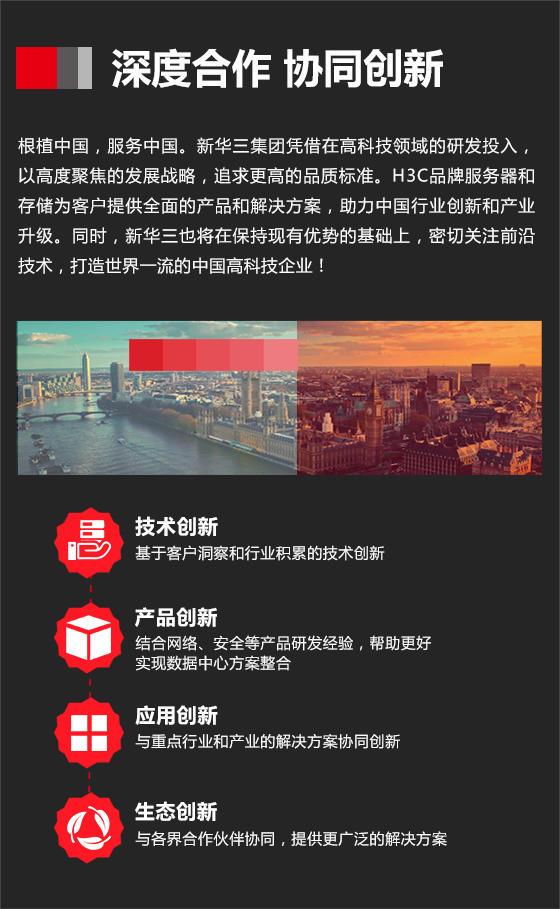 深度合作 协同创新
根植中国，服务中国。新华三集团凭借在高科技领域的研发投入，
以高度聚焦的发展战略，追求更高的品质标准。H3C品牌服务器和
存储为客户提供全面的产品和解决方案，助力中国行业创新和产业
升级。同时，新华三也将在保持现有优势的基础上，密切关注前沿
技术，打造世界一流的中国高科技企业！
技术创新
基于客户洞察和行业积累的技术创新
产品创新
结合网络、安全等产品研发经验，帮助更好
实现数据中心方案整合
应用创新
与重点行业和产业的解决方案协同创新
生态创新
与各界合作伙伴协同，提供更广泛的解决方案